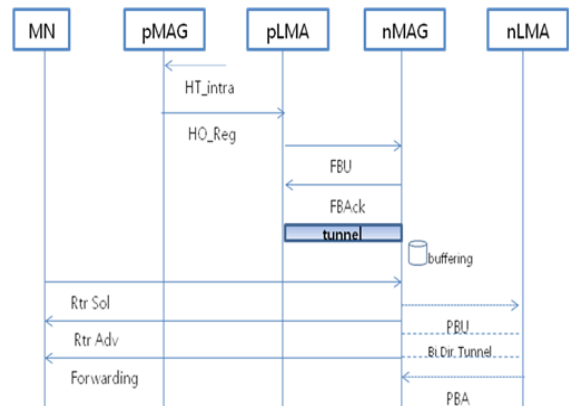 MN pMAG pLMA nMAG nLMA
HT_intra
HO_Reg
FBU
FBAck
tunnel
buffering
Rtr Sol
PBU
Rtr Adv
Bi.Dir. Tunnel
Forwarding
PBA